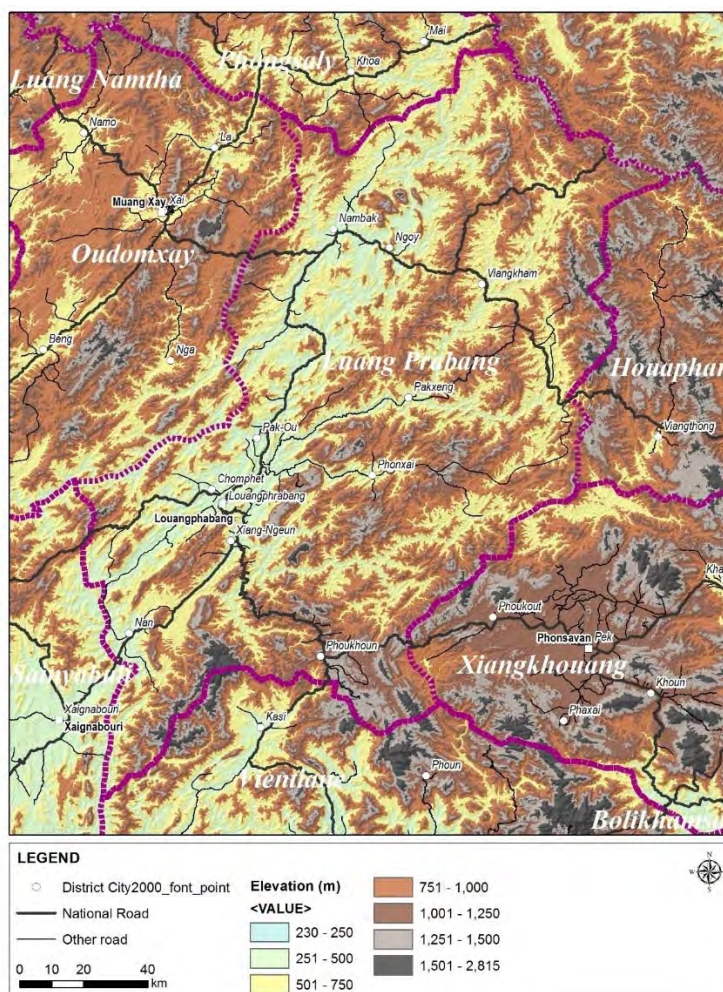 Mai
Phongsaly
Khoa
Luang Namtha
Namo
La
Muang Xay
Xai
Nambak
Ngoy
Oudomxay
Viangkham
Beng
Nga
Luang Prabang
Houaphan
Pakxeng
Viangthong
Pak-Ou
Phonxai
Chomphet
Louangphrabang
Louangphabang
Xiang-Ngeun
Nan
Phoukout
Phonsavan
Pek
Phoukhoun
Xiangkhouang
Sainyabuli
Khoun
Xaignabouri
Xaignabouri
Kasi
Phaxai
Vientiane
Phoun
LEGEND
District City2000_font_point
National Road
Other road
0 10 20 40
km
Elevation (m)
<VALUE>
230 - 250
251 - 500
501 - 750
751 - 1,000
1,001 - 1,250
1,251 - 1,500
1,501 - 2,815
N
W
E
S